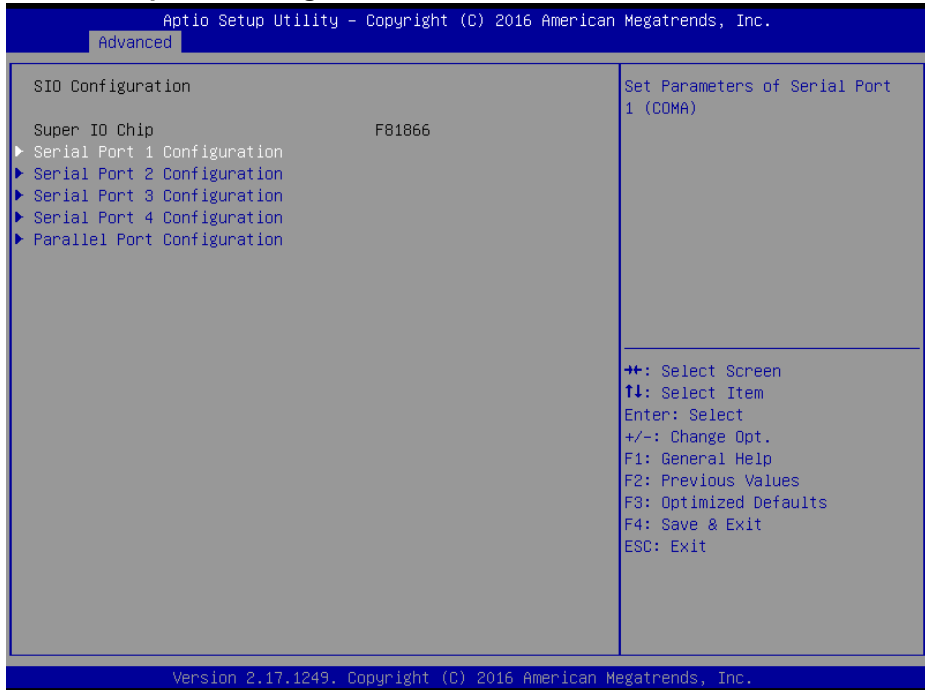 Aptio Setup Utility – Copyright (C) 2016 American Megatrends, Inc.
Advanced
SIO Configuration
Super IO Chip F81866
Serial Port 1 Configuration
Serial Port 2 Configuration
Serial Port 3 Configuration
Serial Port 4 Configuration
Parallel Port Configuration
Set Parameters of Serial Port
1 (COMA)
→←: Select Screen
↑↓: Select Item
Enter: Select
+/-: Change Opt.
F1: General Help
F2: Previous Values
F3: Optimized Defaults
F4: Save & Exit
ESC: Exit
Version 2.17.1249. Copyright (C) 2016 American Megatrends, Inc.